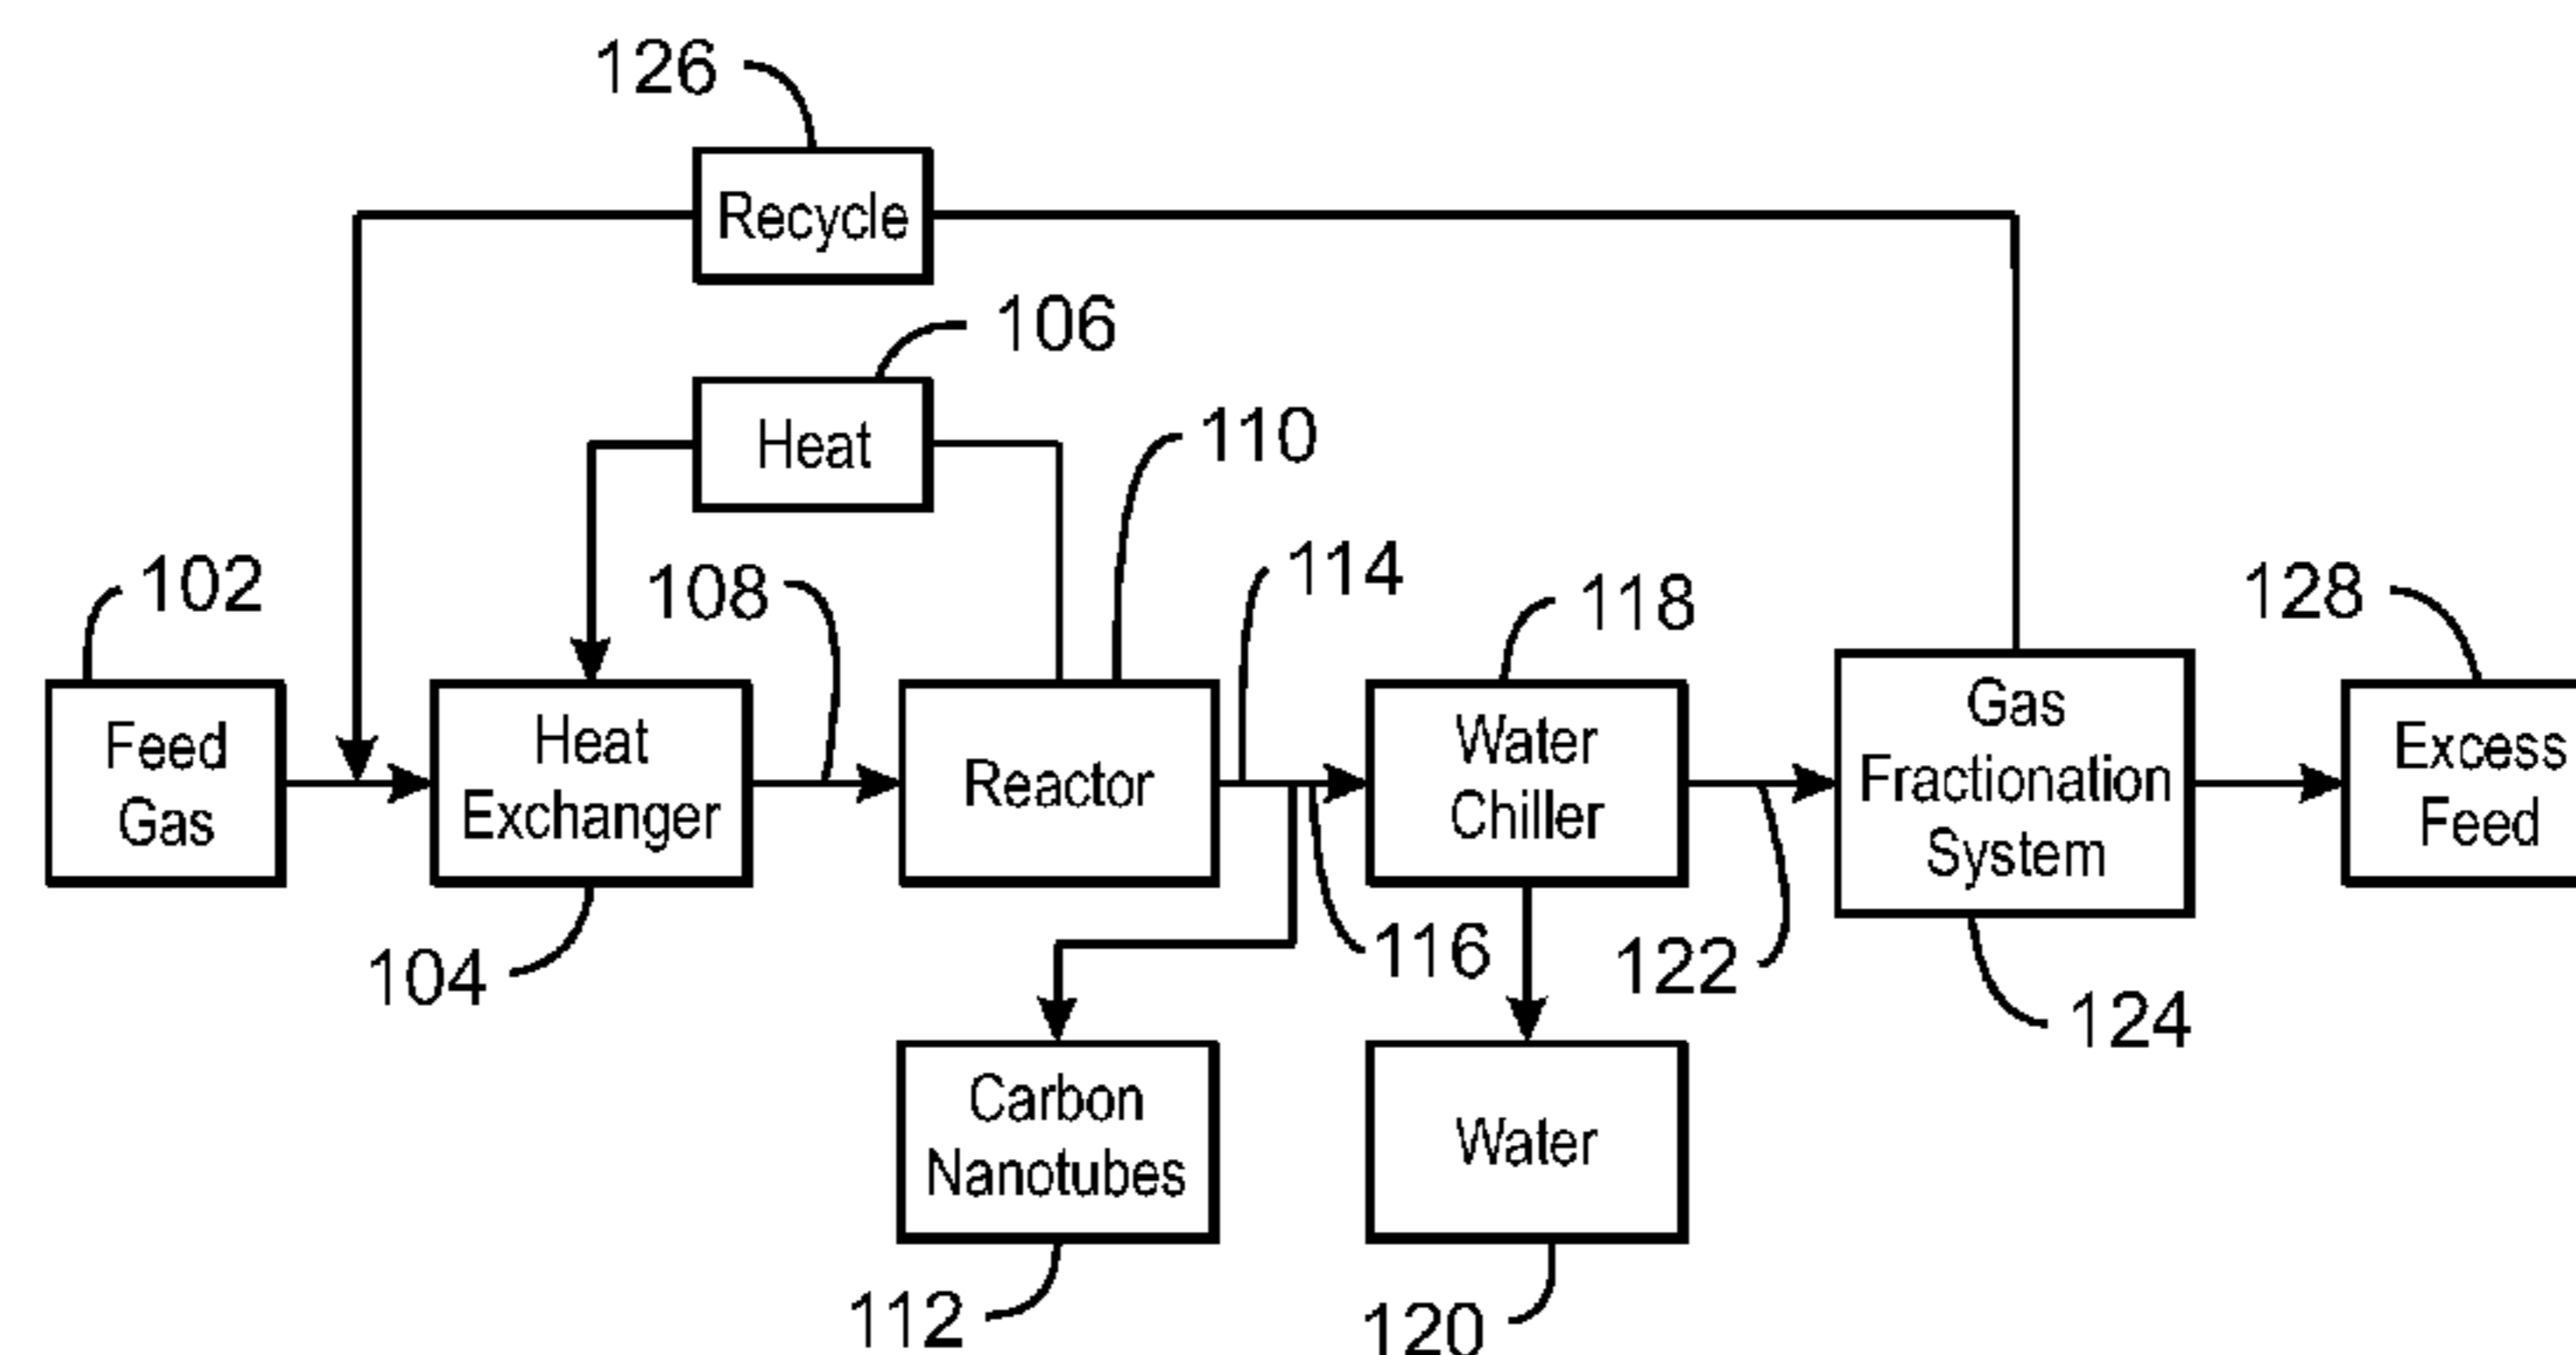 126
Recycle
106
Heat
110
102
108
114
118
128
Feed
Gas
Heat
Exchanger
Reactor
Water
Chiller
Gas
Fractionation
System
Excess
Feed
104
116
122
124
Carbon
Nanotubes
Water
112
120